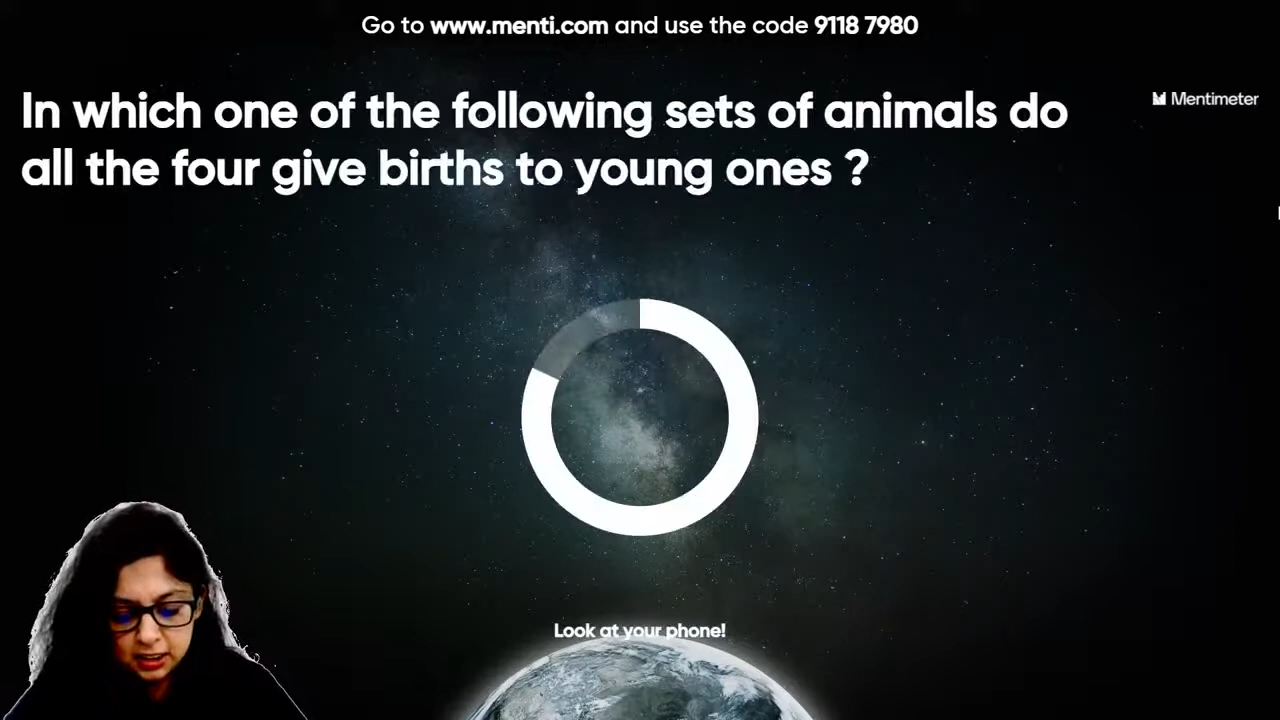 Go to www.menti.com and use the code 9118 7980
In which one of the following sets of animals do
all the four give births to young ones ?
Mentimeter
Look at your phone!